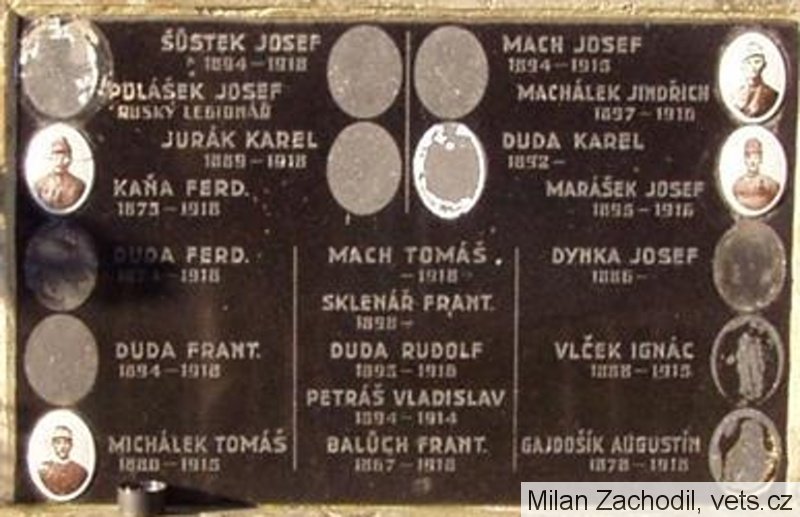 ŠŮSTEK JOSEF
1894–1918
POLÁŠEK JOSEF
RUSKÝ LEGIONÁŘ
JURÁK KAREL
1889–1918
KAŇA FERD.
1873–1918
MACH JOSEF
1894–1915
MACHÁLEK JINDŘICH
1897–1916
DUDA KAREL
1892–
MARÁŠEK JOSEF
1895–1916
DUDA FERD.
–1918
DUDA FRANT.
1894–1918
MICHÁLEK TOMÁŠ
1880–1915
MACH TOMÁŠ
–1918
SKLENÁŘ FRANT.
1898–
DUDA RUDOLF
1895–1918
PETRÁŠ VLADISLAV
1894–1914
BALŮCH FRANT.
1867–1918
DYNKA JOSEF
1886–
VLČEK IGNÁC
1888–1915
GAJDOŠÍK AUGUSTÍN
1878–1918
Milan Zachodil, vets.cz